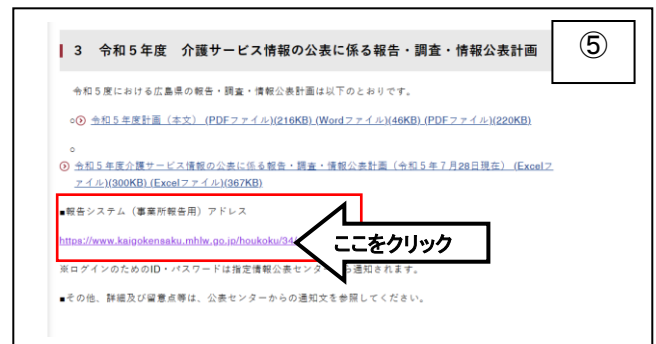 3 令和5年度 介護サービス情報の公表に係る報告・調査・情報公表計画
⑤
令和5度における広島県の報告・調査・情報公表計画は以下のとおりです。
令和5年度計画（本文） (PDFファイル)(216KB) (Wordファイル)(46KB) (PDFファイル)(220KB)
令和5年度介護サービス情報の公表に係る報告・調査・情報公表計画（令和5年7月28日現在） (Excelフ
ァイル)(300KB) (Excelファイル)(367KB)
■報告システム（事業所報告用）アドレス
https://www.kaigokensaku.mhlw.go.jp/houkoku/34/
ここをクリック
※ログインのためのID・パスワードは指定情報公表センターから通知されます。
■その他、詳細及び留意点等は、公表センターからの通知文を参照してください。